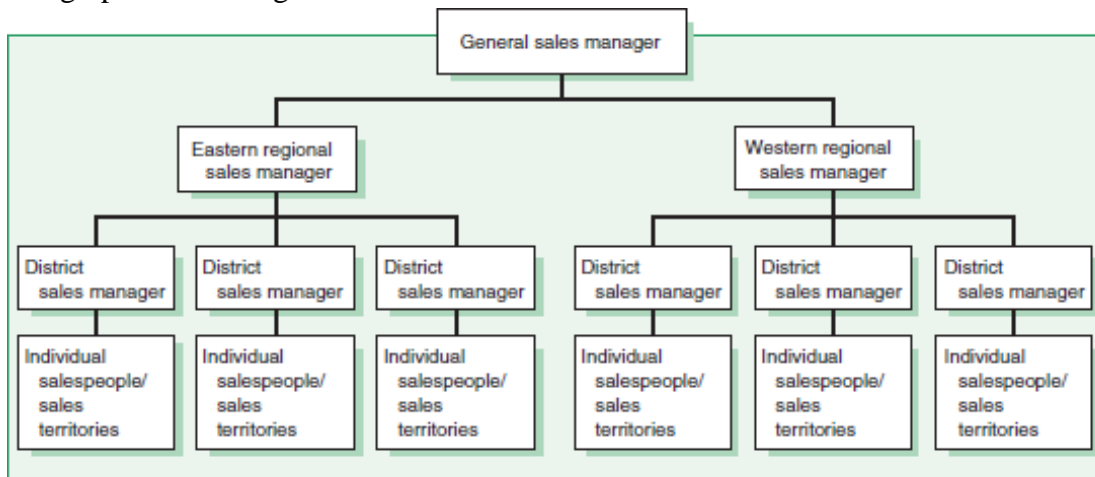 General sales manager
Eastern regional
sales manager
Western regional
sales manager
District
sales manager
District
sales manager
District
sales manager
District
sales manager
District
sales manager
District
sales manager
Individual
salespeople/
sales
territories
Individual
salespeople/
sales
territories
Individual
salespeople/
sales
territories
Individual
salespeople/
sales
territories
Individual
salespeople/
sales
territories
Individual
salespeople/
sales
territories